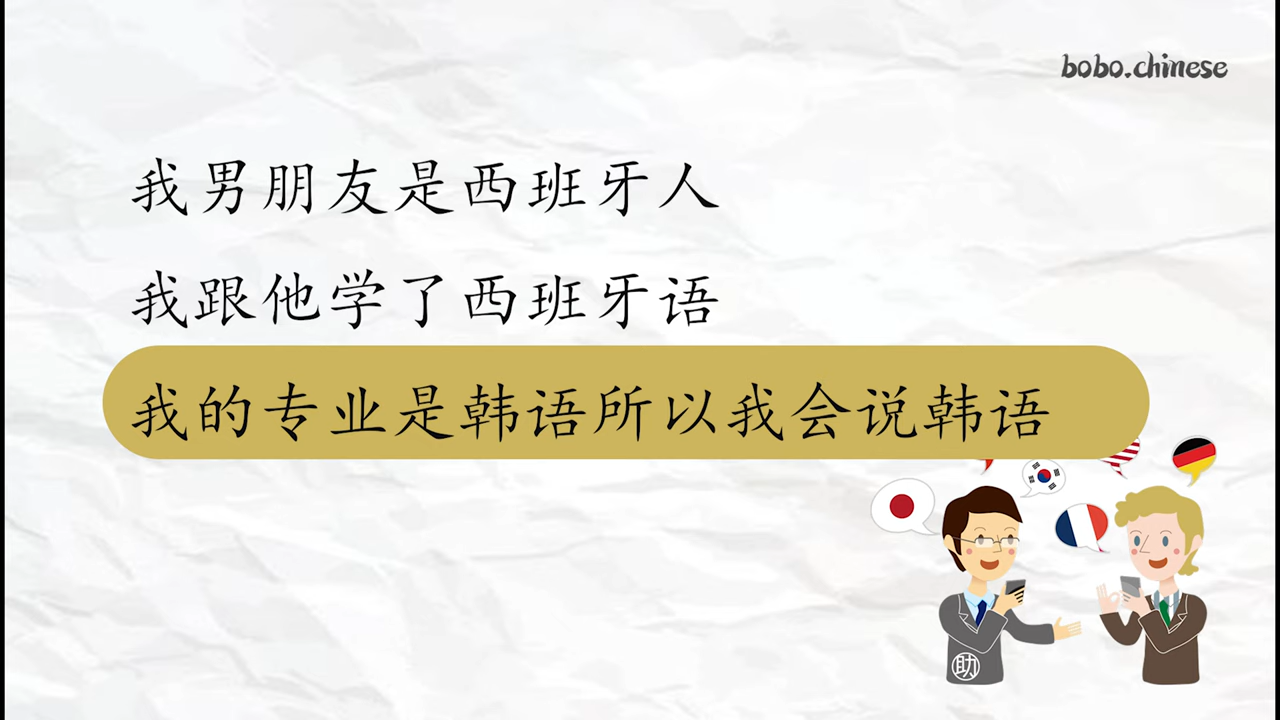 bobo.chinese
我男朋友是西班牙人
我跟他学了西班牙语
我的专业是韩语所以我会说韩语
助